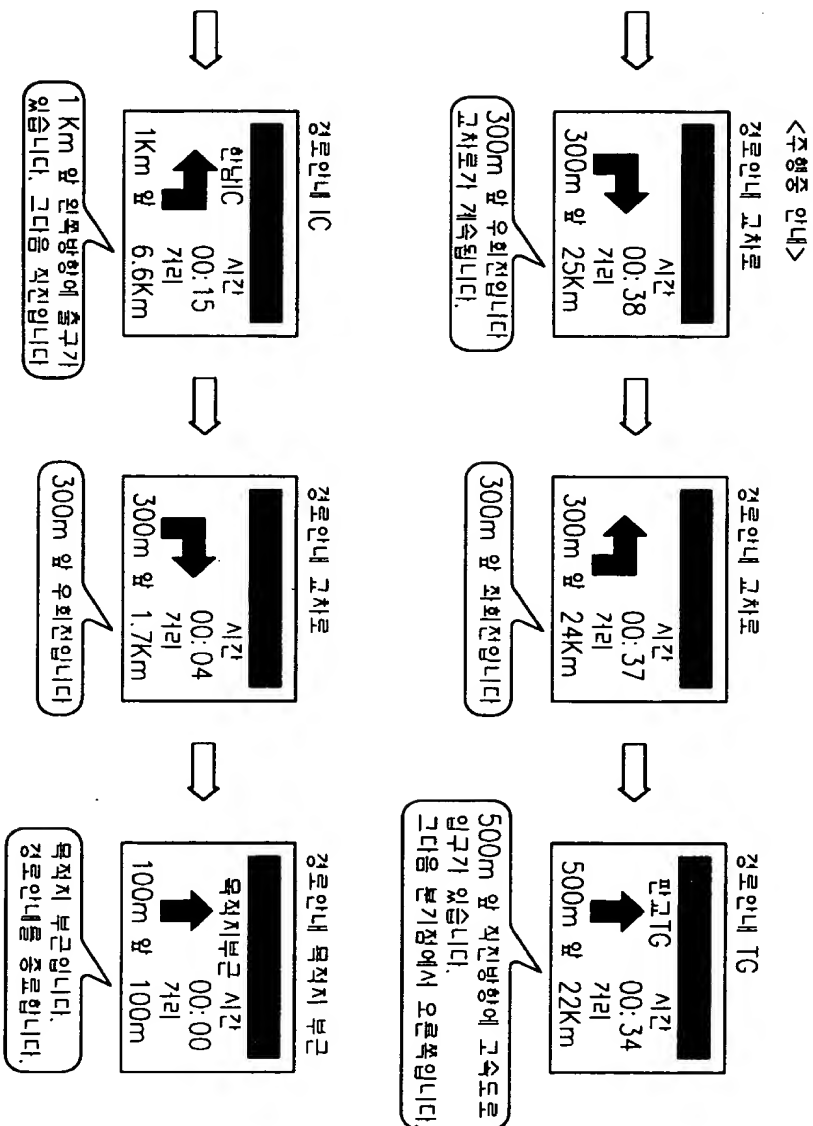 <주행중 안내>
경로안내 교차로
시간
00:38
거리
300m 앞 25Km
300m 앞 우회전입니다
교차로가 계속됩니다.
경로안내 교차로
시간
00:37
거리
300m 앞 24Km
300m 앞 좌회전입니다
경로안내 TG
판교TG 시간
00:34
거리
500m 앞 22Km
500m 앞 직진방향에 고속도로
입구가 있습니다.
그다음 분기점에서 오른쪽입니다.
경로안내 IC
한남IC 시간
00:15
거리
1Km 앞 6.6Km
1 Km 앞 왼쪽방향에 출구가
있습니다. 그다음 직진입니다
경로안내 교차로
시간
00:04
거리
300m 앞 1.7Km
300m 앞 우회전입니다
경로안내 목적지 부근
목적지부근 시간
00:00
거리
100m 앞 100m
목적지 부근입니다.
경로안내를 종료합니다.